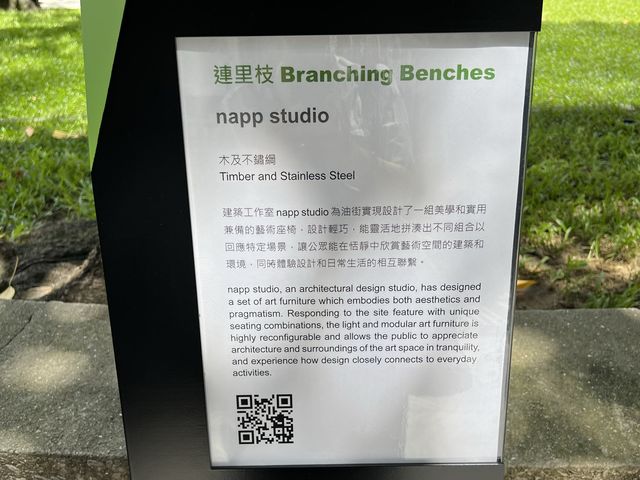 連里枝 Branching Benches
napp studio
木及不鏽鋼
Timber and Stainless Steel
建築工作室 napp studio 為油街實現設計了一組美學和實用
兼備的藝術座椅，設計輕巧，能靈活地拼湊出不同組合以
回應特定場景，讓公眾能在恬靜中欣賞藝術空間的建築和
環境，同時體驗設計和日常生活的相互聯繫。
napp studio, an architectural design studio, has designed
a set of art furniture which embodies both aesthetics and
pragmatism. Responding to the site feature with unique
seating combinations, the light and modular art furniture is
highly reconfigurable and allows the public to appreciate
architecture and surroundings of the art space in tranquility,
and experience how design closely connects to everyday
activities.